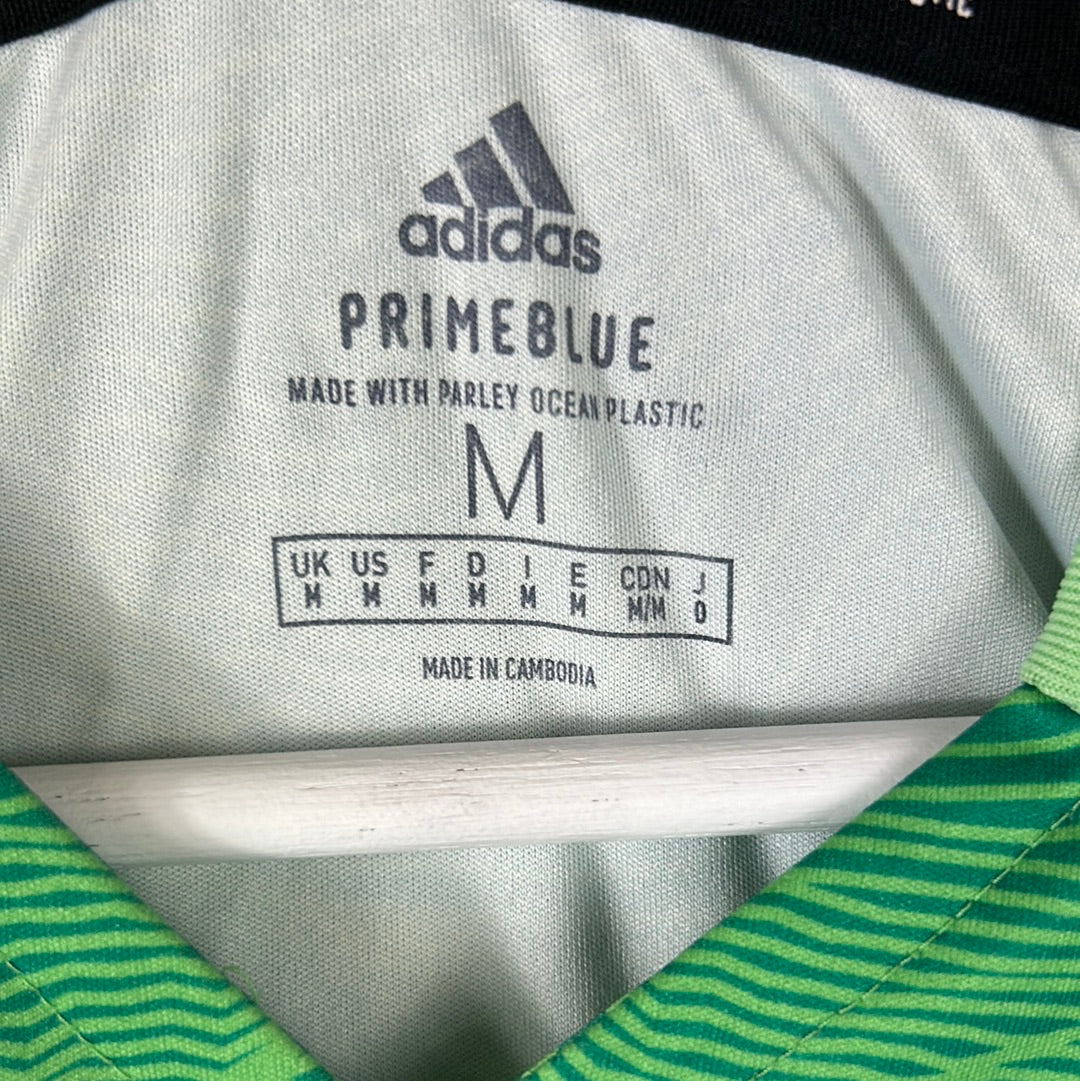 adidas
PRIMEBLUE
MADE WITH PARLEY OCEAN PLASTIC
M
UK US F D I E CDN J
M M M M M M M/M O
MADE IN CAMBODIA